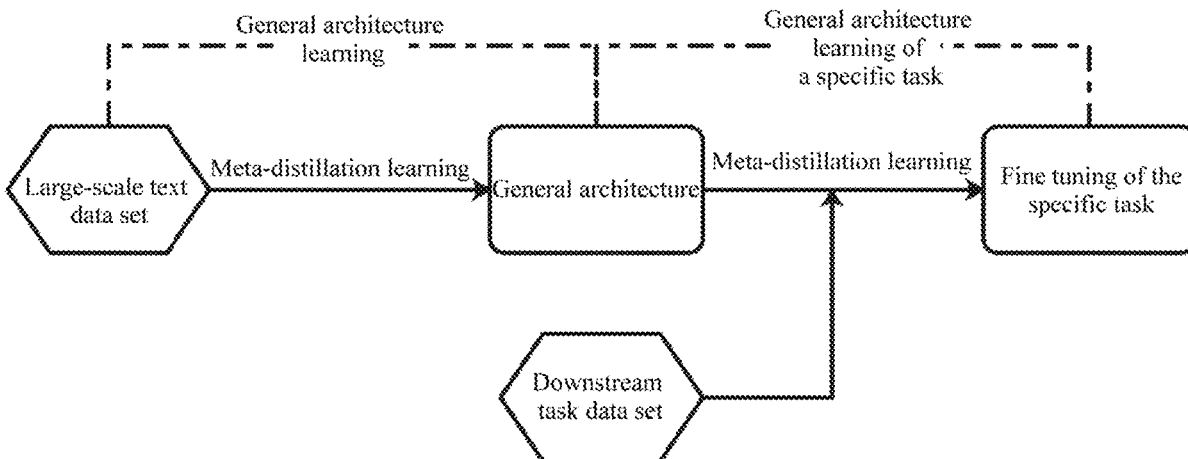 General architecture
learning
General architecture
learning of
a specific task
Large-scale text
data set
Meta-distillation learning
General architecture
Meta-distillation learning
Fine tuning of the
specific task
Downstream
task data set